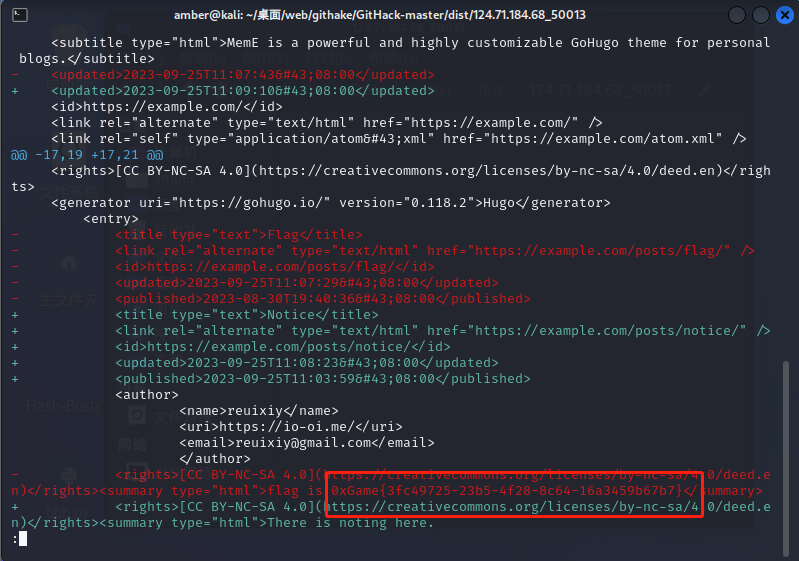 amber@kali: ~/桌面/web/githake/GitHack-master/dist/124.71.184.68_50013
    <subtitle type="html">MemE is a powerful and highly customizable GoHugo theme for personal
 blogs.</subtitle>
-    <updated>2023-09-25T11:07:43&#43;08:00</updated>
+    <updated>2023-09-25T11:09:10&#43;08:00</updated>
     <id>https://example.com/</id>
     <link rel="alternate" type="text/html" href="https://example.com/" />
     <link rel="self" type="application/atom&#43;xml" href="https://example.com/atom.xml" />
@@ -17,19 +17,21 @@
     <rights>[CC BY-NC-SA 4.0](https://creativecommons.org/licenses/by-nc-sa/4.0/deed.en)</righ
ts>
     <generator uri="https://gohugo.io/" version="0.118.2">Hugo</generator>
         <entry>
-            <title type="text">Flag</title>
-            <link rel="alternate" type="text/html" href="https://example.com/posts/flag/" />
-            <id>https://example.com/posts/flag/</id>
-            <updated>2023-09-25T11:07:29&#43;08:00</updated>
-            <published>2023-08-30T19:40:36&#43;08:00</published>
+            <title type="text">Notice</title>
+            <link rel="alternate" type="text/html" href="https://example.com/posts/notice/" />
+            <id>https://example.com/posts/notice/</id>
+            <updated>2023-09-25T11:08:23&#43;08:00</updated>
+            <published>2023-09-25T11:03:59&#43;08:00</published>
             <author>
                     <name>reuixiy</name>
                     <uri>https://io-oi.me/</uri>
                     <email>reuixiy@gmail.com</email>
                     </author>
-            <rights>[CC BY-NC-SA 4.0](https://creativecommons.org/licenses/by-nc-sa/4.0/deed.e
n)</rights><summary type="html">flag is 0xGame{3fc49725-23b5-4f28-8c64-16a3459b67b7}</summary>
+            <rights>[CC BY-NC-SA 4.0](https://creativecommons.org/licenses/by-nc-sa/4.0/deed.e
n)</rights><summary type="html">There is noting here.
: